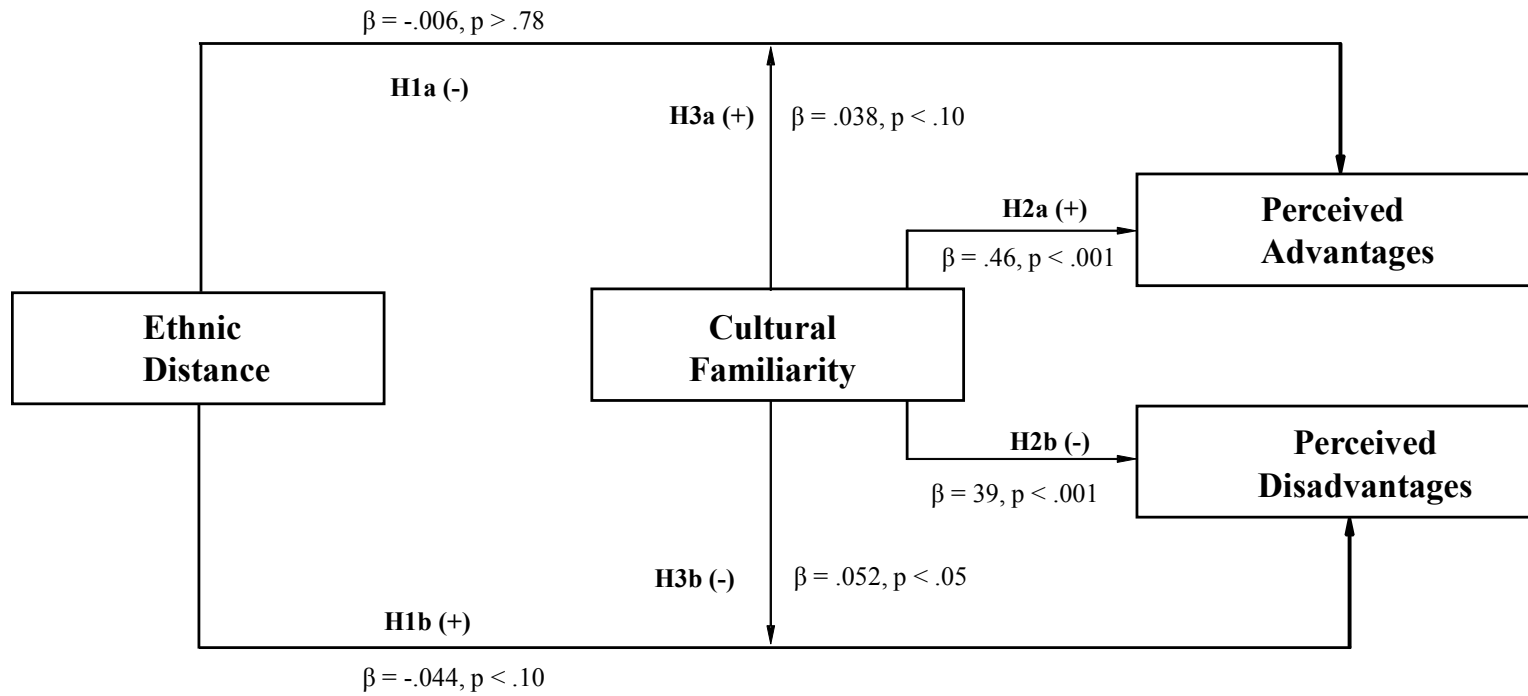 β = -.006, p > .78
H1a (-)
H3a (+)
β = .038, p < .10
H2a (+)
β = .46, p < .001
Perceived
Advantages
Ethnic
Distance
Cultural
Familiarity
H2b (-)
β = 39, p < .001
Perceived
Disadvantages
H3b (-)
β = .052, p < .05
H1b (+)
β = -.044, p < .10